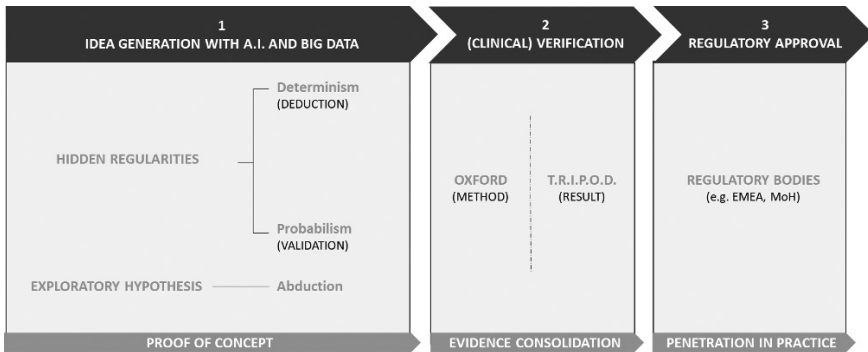 1
IDEA GENERATION WITH A.I. AND BIG DATA
Determinism
(DEDUCTION)
HIDDEN REGULARITIES
Probabilism
(VALIDATION)
EXPLORATORY HYPOTHESIS
Abduction
PROOF OF CONCEPT
2
(CLINICAL) VERIFICATION
OXFORD
(METHOD)
T.R.I.P.O.D.
(RESULT)
EVIDENCE CONSOLIDATION
3
REGULATORY APPROVAL
REGULATORY BODIES
(e.g. EMEA, MoH)
PENETRATION IN PRACTICE